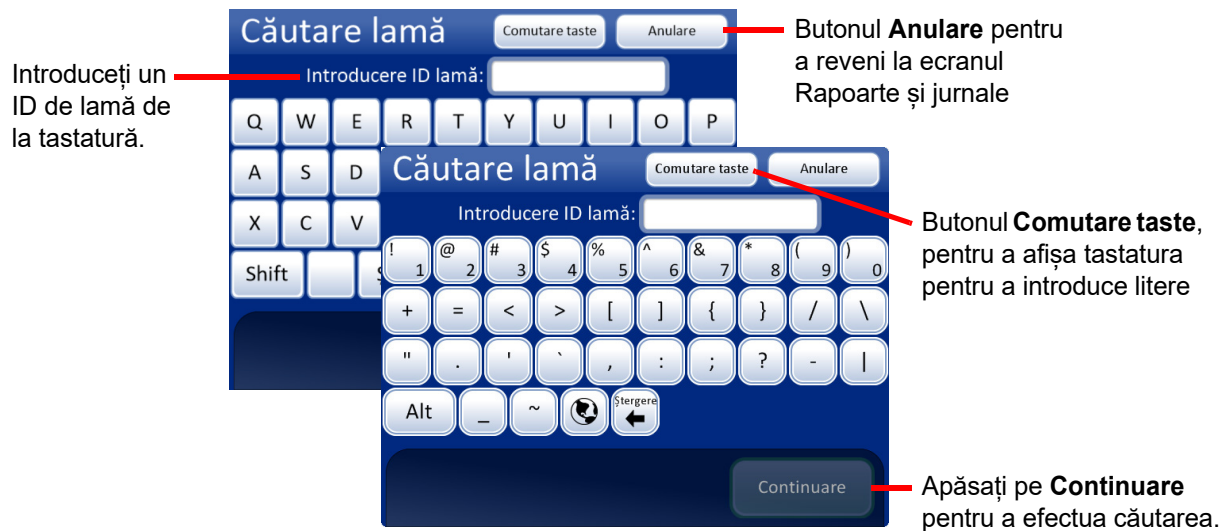 Căutare lamă
Comutare taste
Anulare
Introducere ID lamă:
Q W E R T Y U I O P
A S D
X C V
Shift
Introduceți un
ID de lamă de
la tastatură.
Butonul Anulare pentru
a reveni la ecranul
Rapoarte și jurnale
Căutare lamă
Comutare taste
Anulare
Introducere ID lamă:
! 1 @ 2 # 3 $ 4 % 5 ^ 6 & 7 * 8 ( 9 ) 0
+ = < > [ ] { } / \
" . ' ` , : ; ? - |
Alt _ ~ Ștergere
Continuare
Butonul Comutare taste,
pentru a afișa tastatura
pentru a introduce litere
Apăsați pe Continuare
pentru a efectua căutarea.